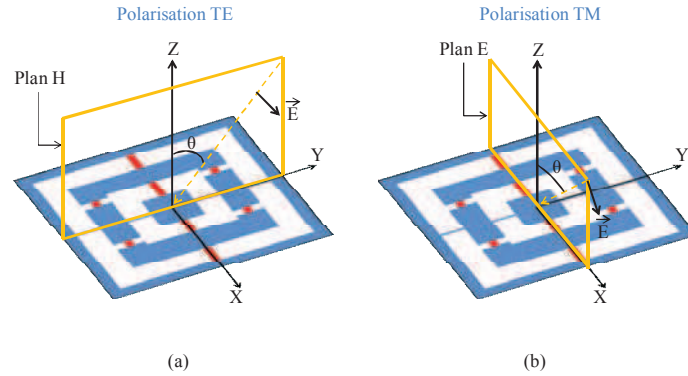 Polarisation TE
Polarisation TM
Z
Plan H
E
θ
Y
X
(a)
Z
Plan E
θ
Y
E
X
(b)